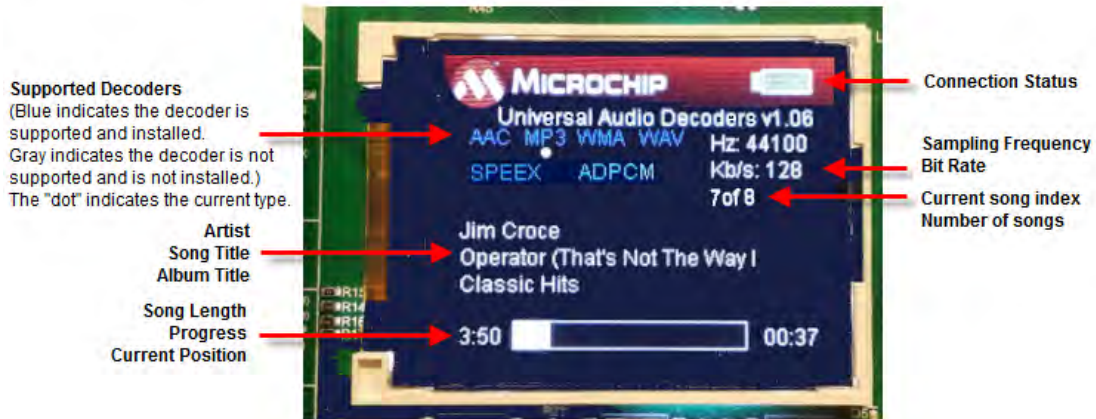 Supported Decoders
(Blue indicates the decoder is
supported and installed.
Gray indicates the decoder is not
supported and is not installed.)
The "dot" indicates the current type.
Artist
Song Title
Album Title
Song Length
Progress
Current Position
MICROCHIP
Universal Audio Decoders v1.06
AAC MP3 WMA WAV
Hz: 44100
SPEEX ADPCM
Kb/s: 128
7of 8
Jim Croce
Operator (That's Not The Way I
Classic Hits
3:50 00:37
R15
R14
R16
Connection Status
Sampling Frequency
Bit Rate
Current song index
Number of songs